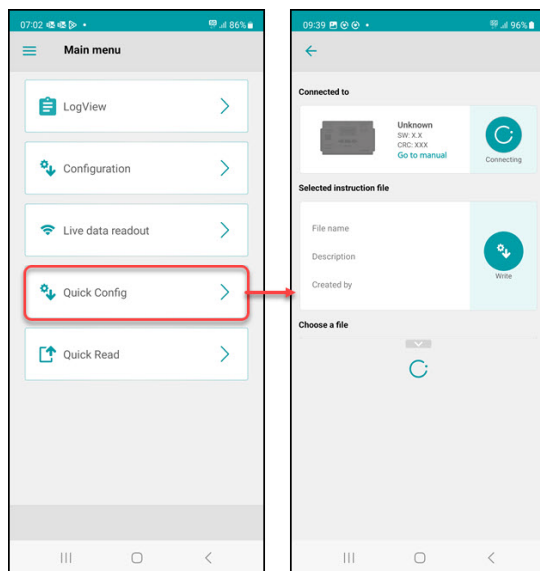 07:02
86%
Main menu
LogView
Configuration
Live data readout
Quick Config
Quick Read
09:39
96%
Connected to
Unknown
SW: X.X
CRC: XXX
Go to manual
Connecting
Selected instruction file
File name
Description
Created by
Write
Choose a file